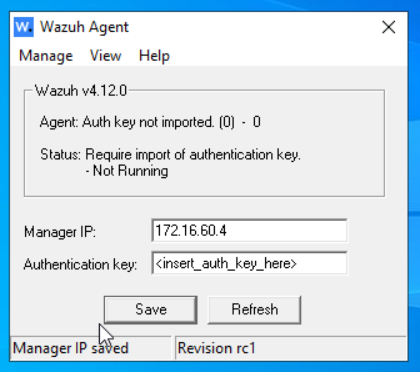 W. Wazuh Agent
Manage View Help
Wazuh v4.12.0
Agent: Auth key not imported. (0) - 0
Status: Require import of authentication key.
- Not Running
Manager IP: 172.16.60.4
Authentication key: <insert_auth_key_here>
Save Refresh
Manager IP saved Revision rc1